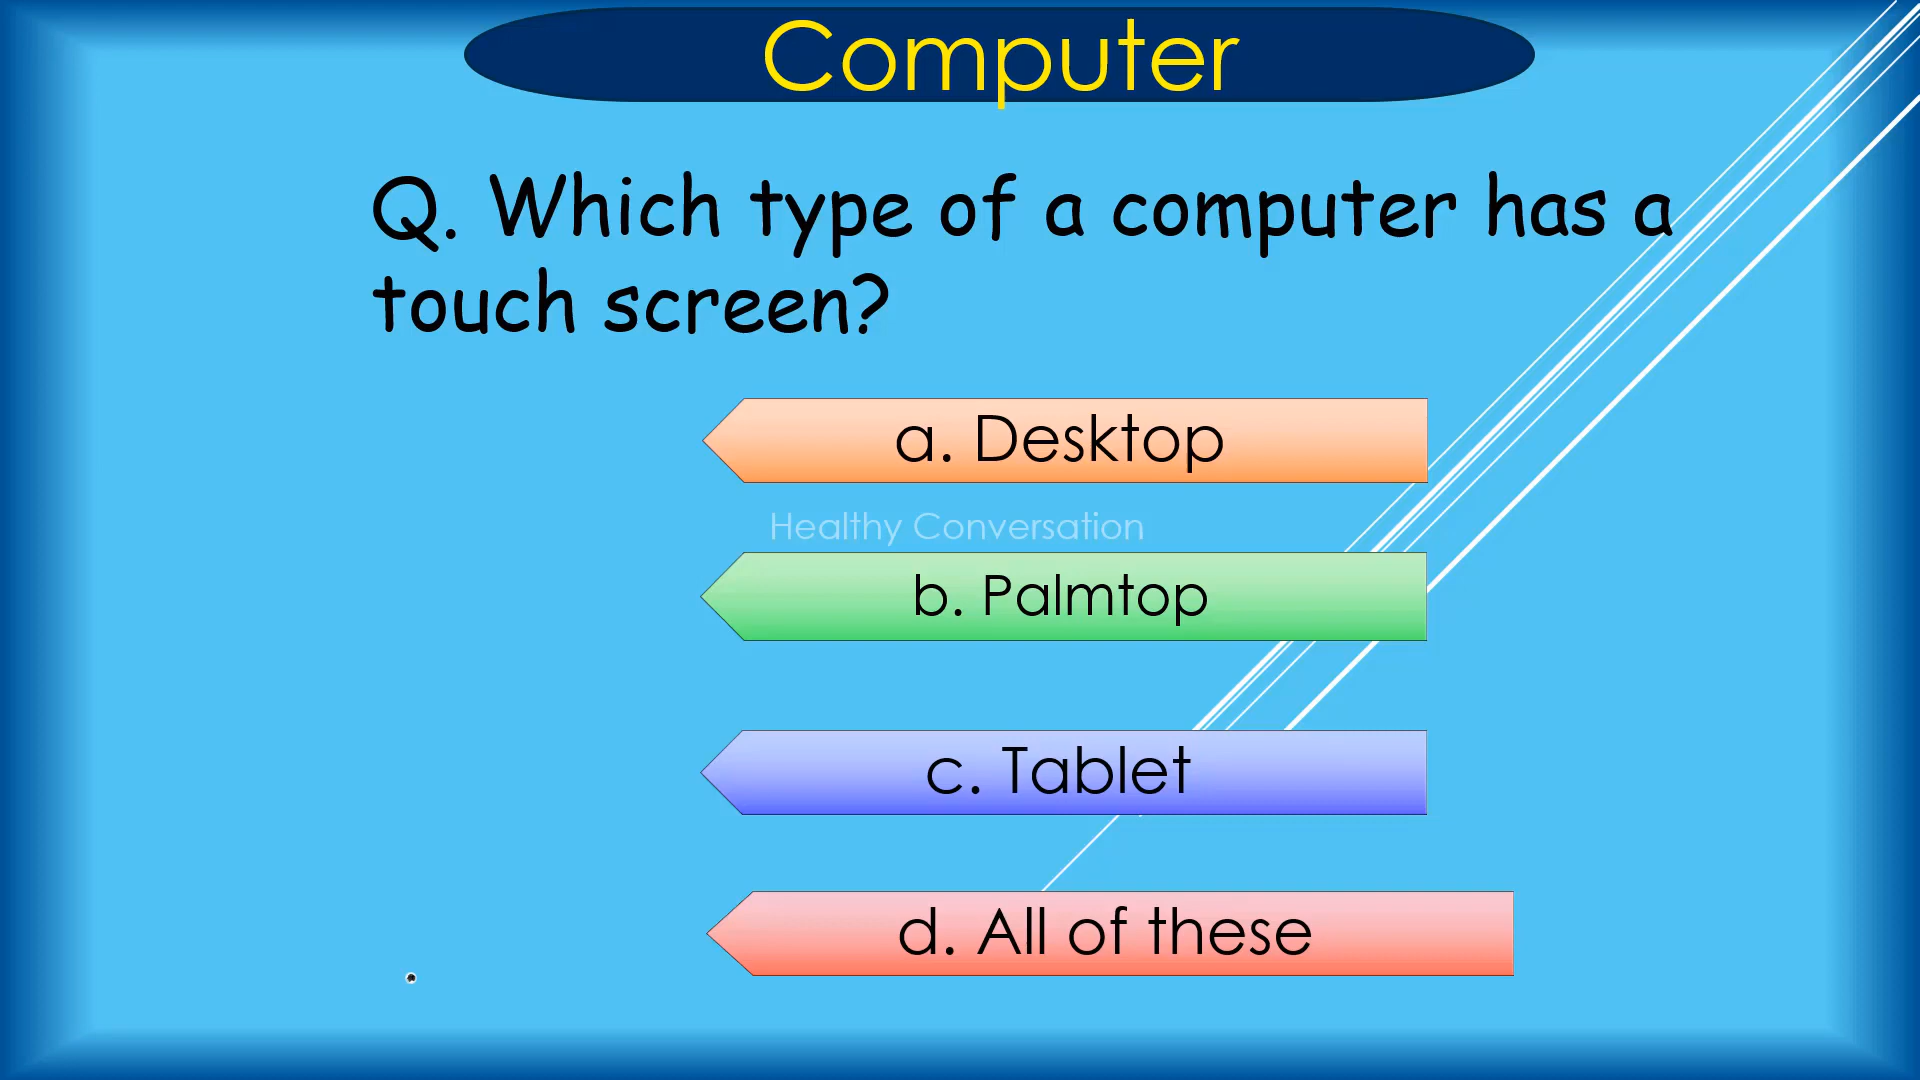 Computer
Q. Which type of a computer has a
touch screen?
a. Desktop
Healthy Conversation
b. Palmtop
c. Tablet
d. All of these